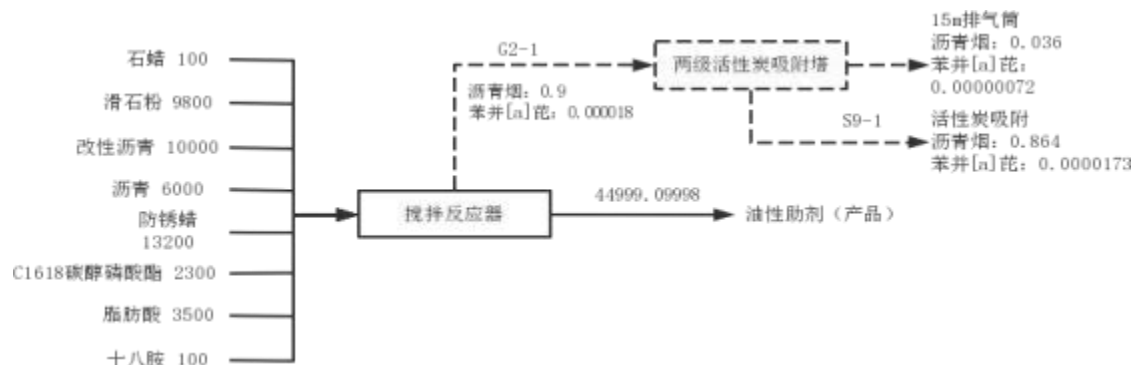 石蜡 100
滑石粉 9800
改性沥青 10000
沥青 6000
防锈蜡
13200
C1618碳醇磷酸酯 2300
脂肪酸 3500
十八胺 100
搅拌反应器
G2-1
沥青烟: 0.9
苯并[a]芘: 0.000018
两级活性炭吸附塔
15m排气筒
沥青烟: 0.036
苯并[a]芘:
0.00000072
S9-1
活性炭吸附
沥青烟: 0.864
苯并[a]芘: 0.0000173
44999.09998
油性助剂（产品）